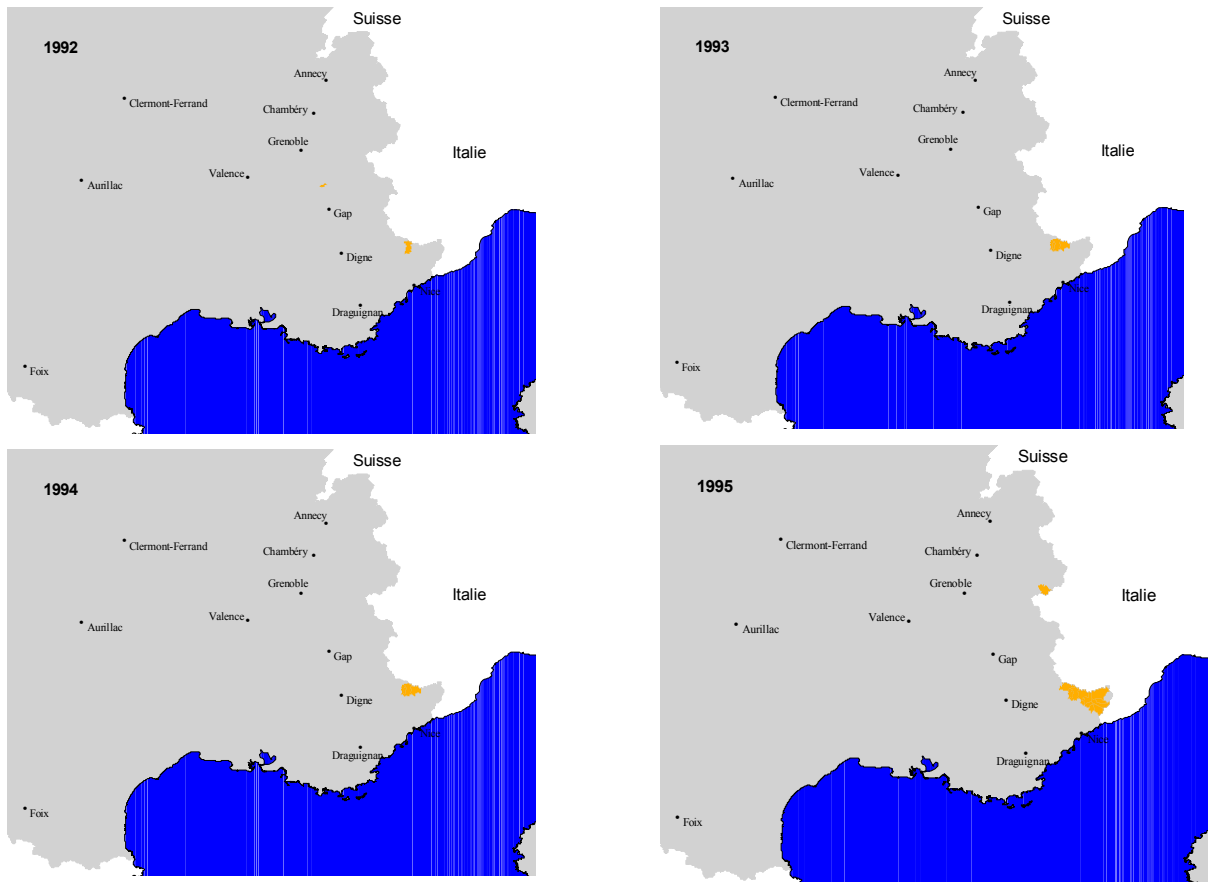 Suisse
1992
Annecy
Clermont-Ferrand
Chambéry
Grenoble
Italie
Valence
Aurillac
Gap
Digne
Nice
Draguignan
Foix
Suisse
1993
Annecy
Clermont-Ferrand
Chambéry
Grenoble
Italie
Valence
Aurillac
Gap
Digne
Nice
Draguignan
Foix
Suisse
1994
Annecy
Clermont-Ferrand
Chambéry
Grenoble
Italie
Valence
Aurillac
Gap
Digne
Nice
Draguignan
Foix
Suisse
1995
Annecy
Clermont-Ferrand
Chambéry
Grenoble
Italie
Valence
Aurillac
Gap
Digne
Nice
Draguignan
Foix